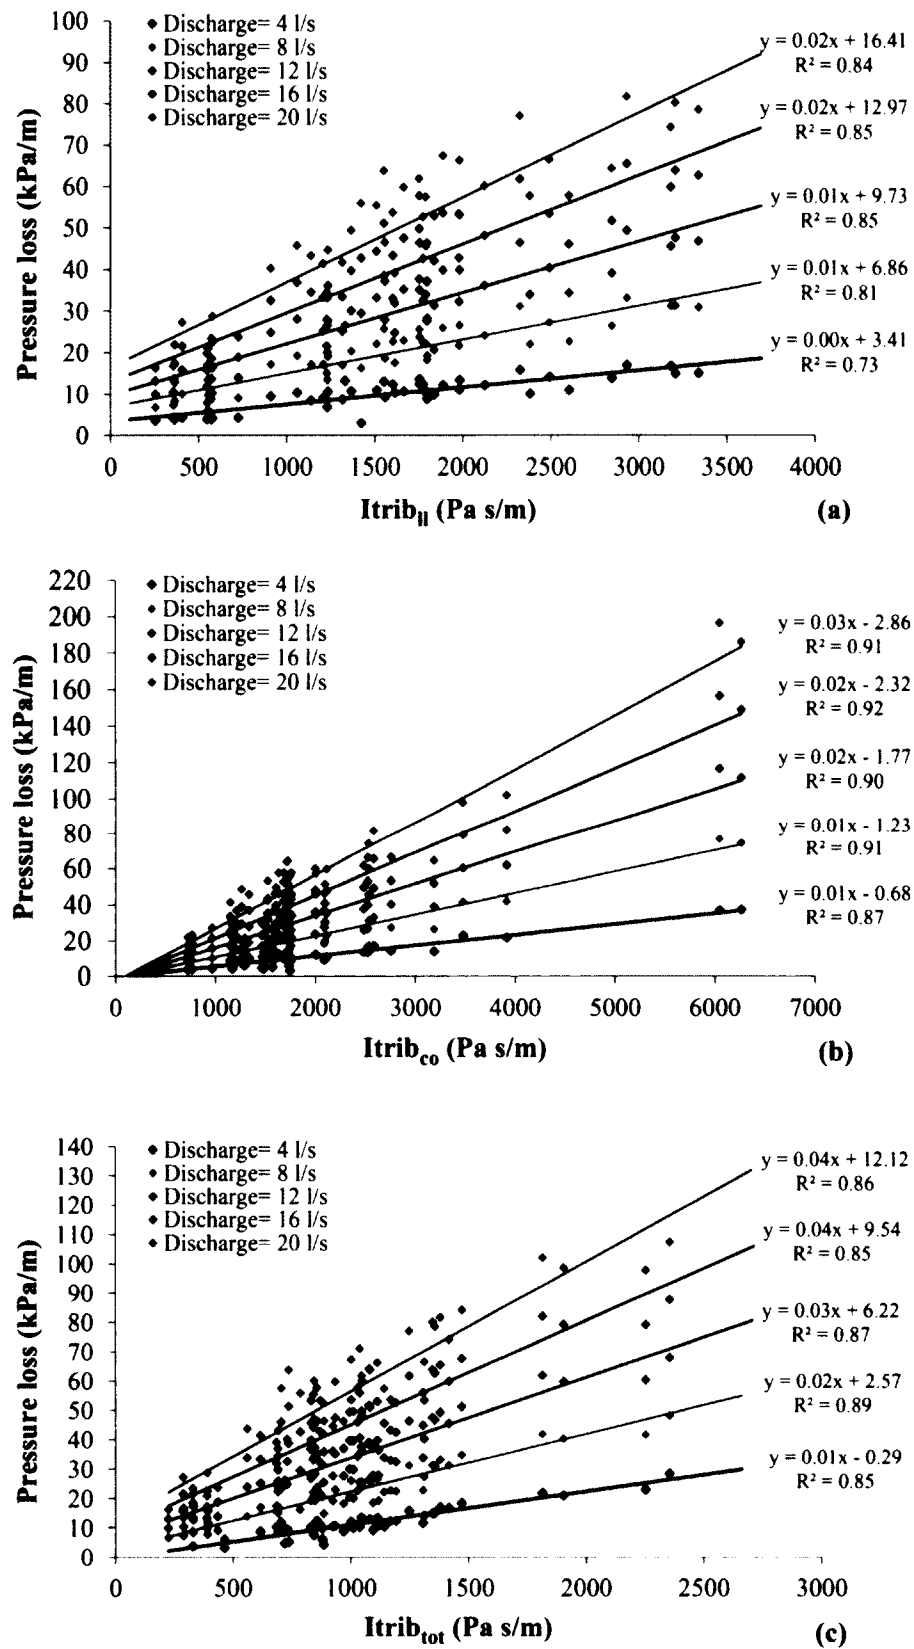 100
90
80
70
60
50
40
30
20
10
0
Pressure loss (kPa/m)
Discharge= 4 l/s
Discharge= 8 l/s
Discharge= 12 l/s
Discharge= 16 l/s
Discharge= 20 l/s
y = 0.02x + 16.41
R² = 0.84
y = 0.02x + 12.97
R² = 0.85
y = 0.01x + 9.73
R² = 0.85
y = 0.01x + 6.86
R² = 0.81
y = 0.00x + 3.41
R² = 0.73
0 500 1000 1500 2000 2500 3000 3500 4000
Itrib_ll (Pa s/m) (a)
220
200
180
160
140
120
100
80
60
40
20
0
Pressure loss (kPa/m)
Discharge= 4 l/s
Discharge= 8 l/s
Discharge= 12 l/s
Discharge= 16 l/s
Discharge= 20 l/s
y = 0.03x - 2.86
R² = 0.91
y = 0.02x - 2.32
R² = 0.92
y = 0.02x - 1.77
R² = 0.90
y = 0.01x - 1.23
R² = 0.91
y = 0.01x - 0.68
R² = 0.87
0 1000 2000 3000 4000 5000 6000 7000
Itrib_co (Pa s/m) (b)
140
130
120
110
100
90
80
70
60
50
40
30
20
10
0
Pressure loss (kPa/m)
Discharge= 4 l/s
Discharge= 8 l/s
Discharge= 12 l/s
Discharge= 16 l/s
Discharge= 20 l/s
y = 0.04x + 12.12
R² = 0.86
y = 0.04x + 9.54
R² = 0.85
y = 0.03x + 6.22
R² = 0.87
y = 0.02x + 2.57
R² = 0.89
y = 0.01x - 0.29
R² = 0.85
0 500 1000 1500 2000 2500 3000
Itrib_tot (Pa s/m) (c)